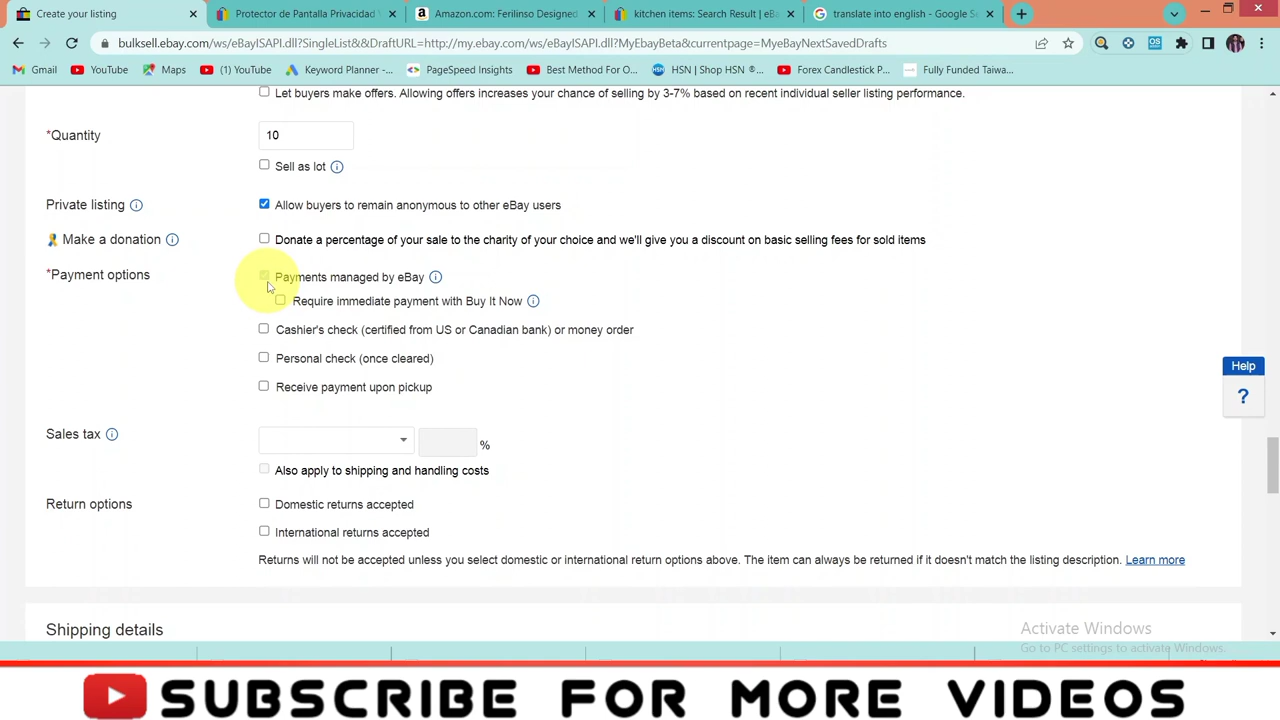 Create your listing
Protector de Pantalla Privacidad
Amazon.com: Ferilinso Designed
kitchen items: Search Result | eB
translate into english - Google S
bulksell.ebay.com/ws/eBayISAPI.dll?SingleList&&DraftURL=http://my.ebay.com/ws/eBayISAPI.dll?MyEbayBeta&currentpage=MyeBayNextSavedDrafts
Gmail
YouTube
Maps
(1) YouTube
Keyword Planner -...
PageSpeed Insights
Best Method For O...
HSN | Shop HSN ®...
Forex Candlestick P...
Fully Funded Taiwa...
Let buyers make offers. Allowing offers increases your chance of selling by 3-7% based on recent individual seller listing performance.
*Quantity
10
Sell as lot
Private listing
Allow buyers to remain anonymous to other eBay users
Make a donation
Donate a percentage of your sale to the charity of your choice and we'll give you a discount on basic selling fees for sold items
*Payment options
Payments managed by eBay
Require immediate payment with Buy It Now
Cashier's check (certified from US or Canadian bank) or money order
Personal check (once cleared)
Receive payment upon pickup
Help
?
Sales tax
%
Also apply to shipping and handling costs
Return options
Domestic returns accepted
International returns accepted
Returns will not be accepted unless you select domestic or international return options above. The item can always be returned if it doesn't match the listing description. Learn more
Shipping details
Activate Windows
Go to PC settings to activate Windows.
SUBSCRIBE FOR MORE VIDEOS